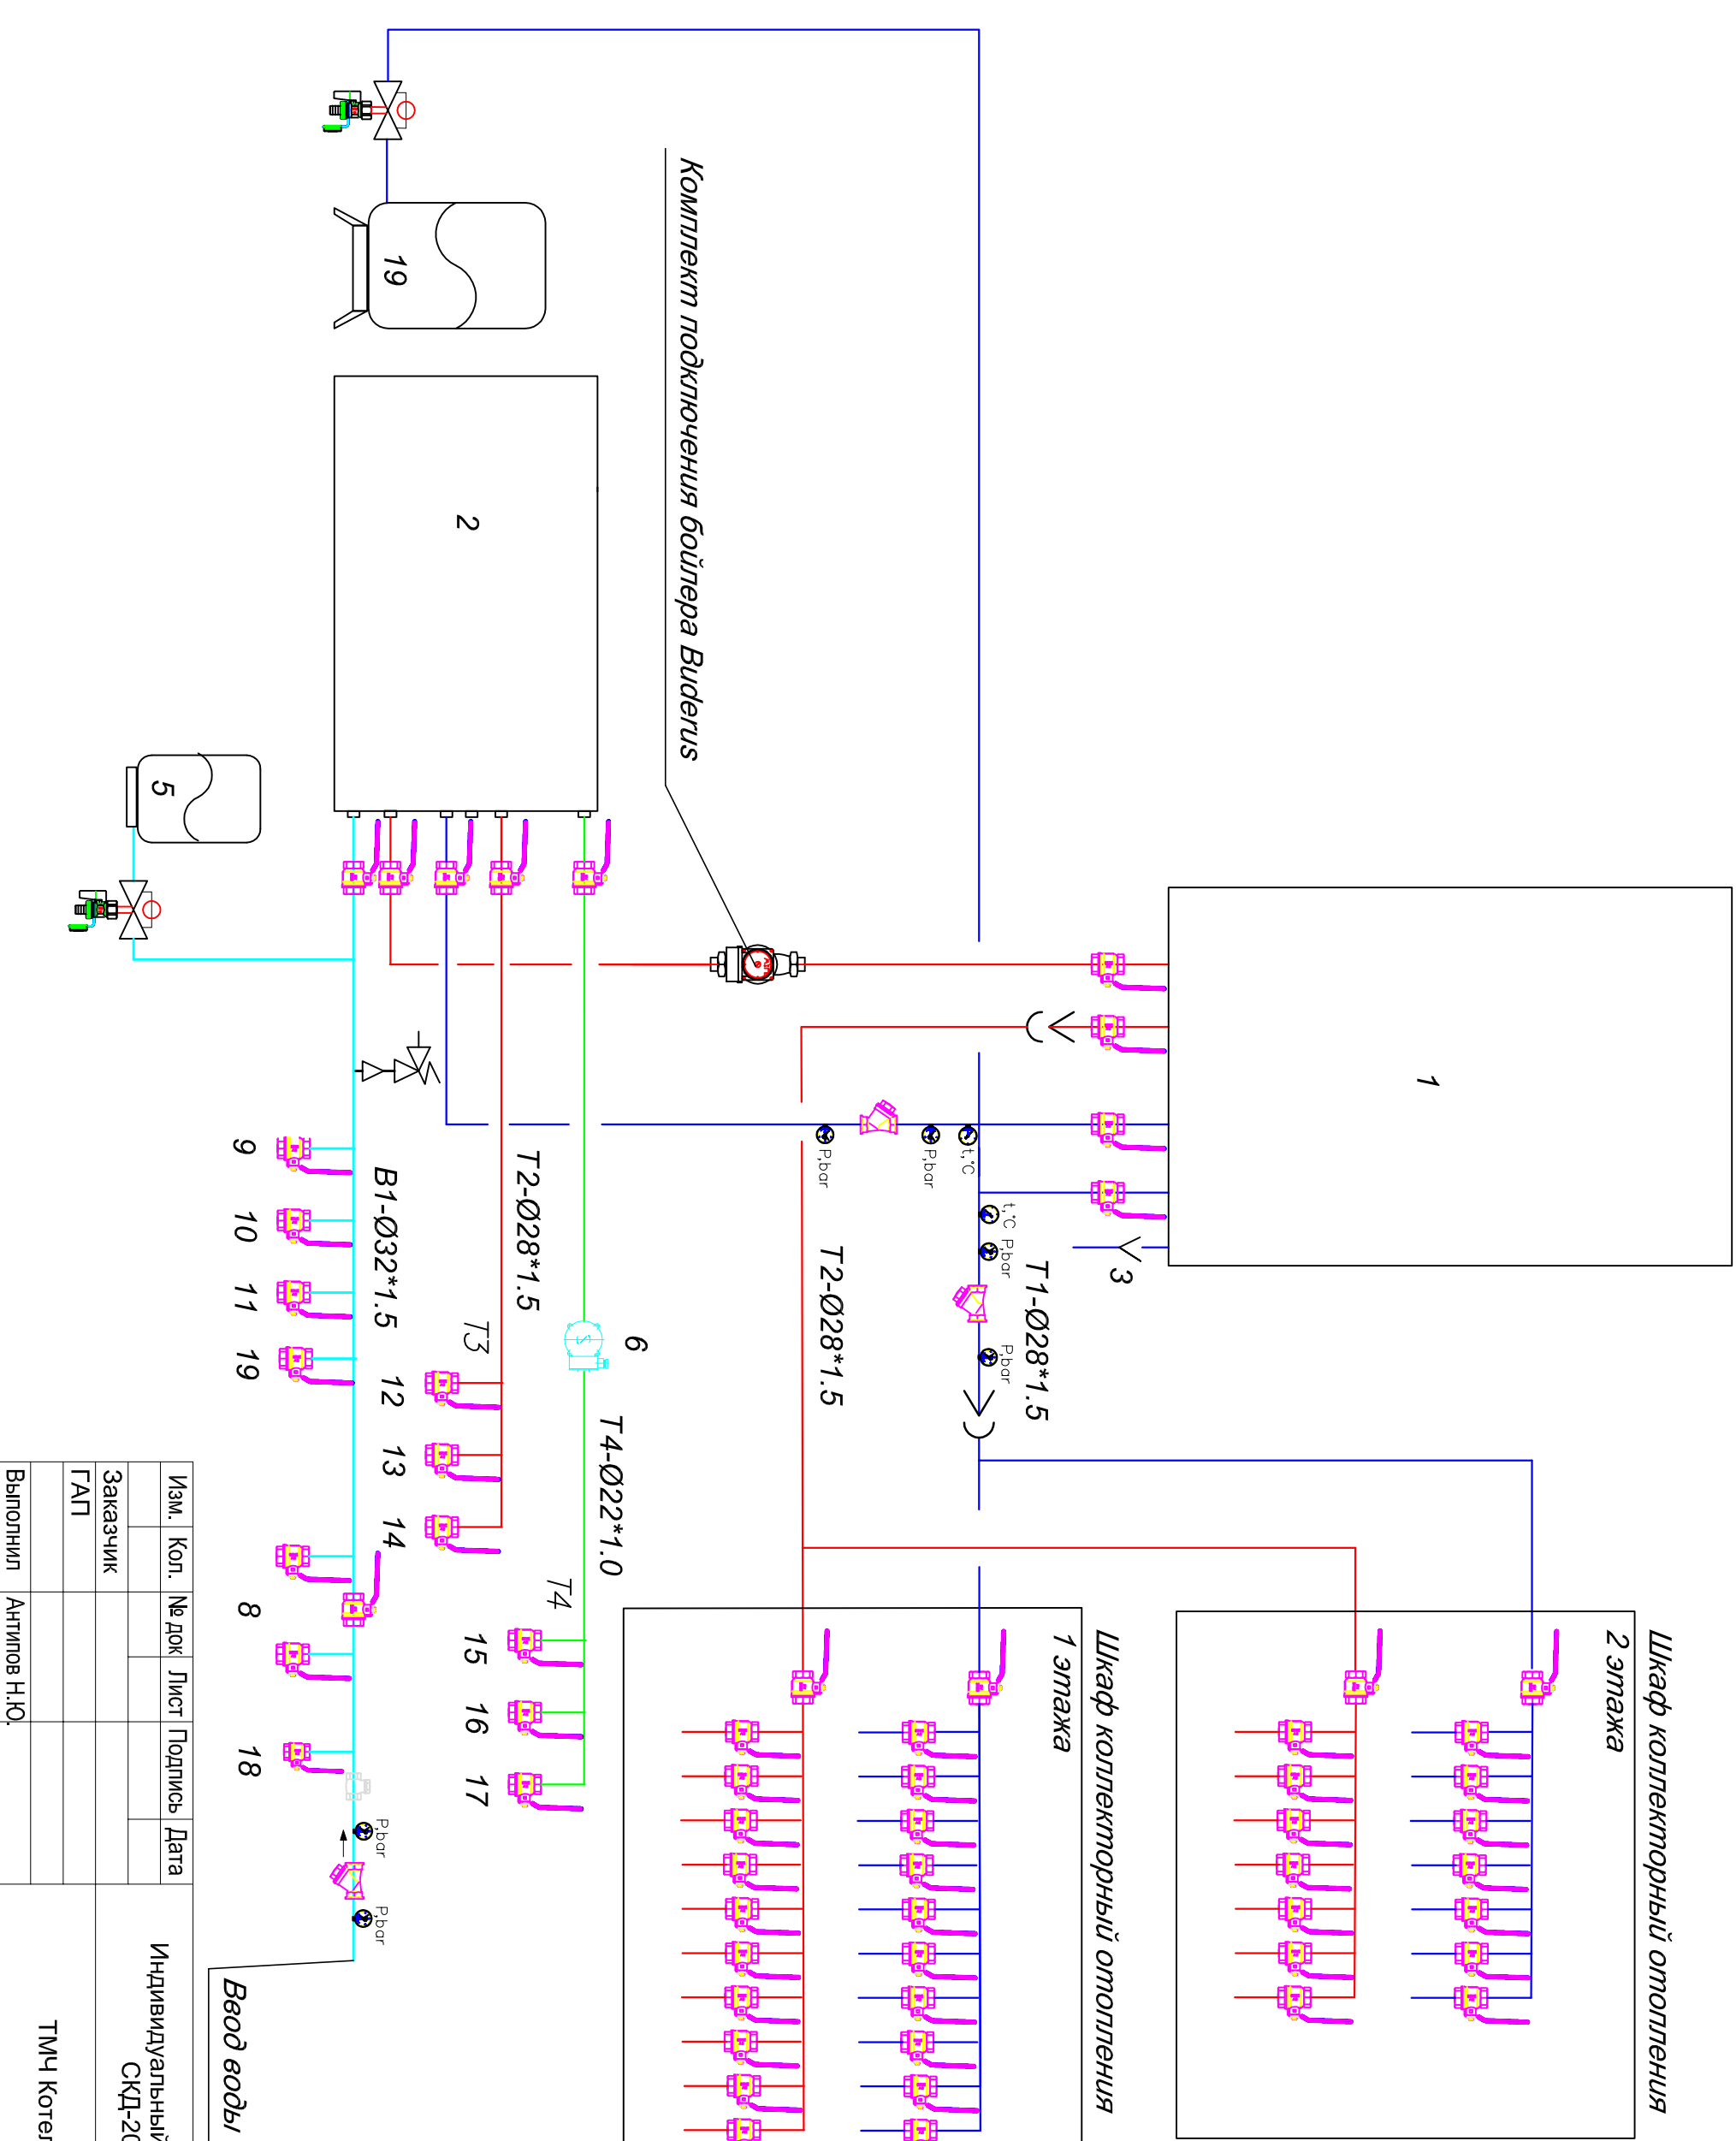 Шкаф коллекторный отопления
2 этажа
1
3
t,°C
P,bar
T1-Ø28*1.5
P,bar
Шкаф коллекторный отопления
1 этажа
t,°C
P,bar
P,bar
T2-Ø28*1.5
Комплект подключения бойлера Buderus
6
T4-Ø22*1.0
T4
T2-Ø28*1.5
T3
15
16
17
2
19
12
13
14
B1-Ø32*1.5
P,bar
P,bar
9
10
11
19
8
18
Ввод воды
5
Изм.
Кол.
№ док
Лист
Подпись
Дата
Заказчик
ГАП
Выполнил
Антипов Н.Ю.
Индивидуальный
СКД-20
ТМЧ Котел